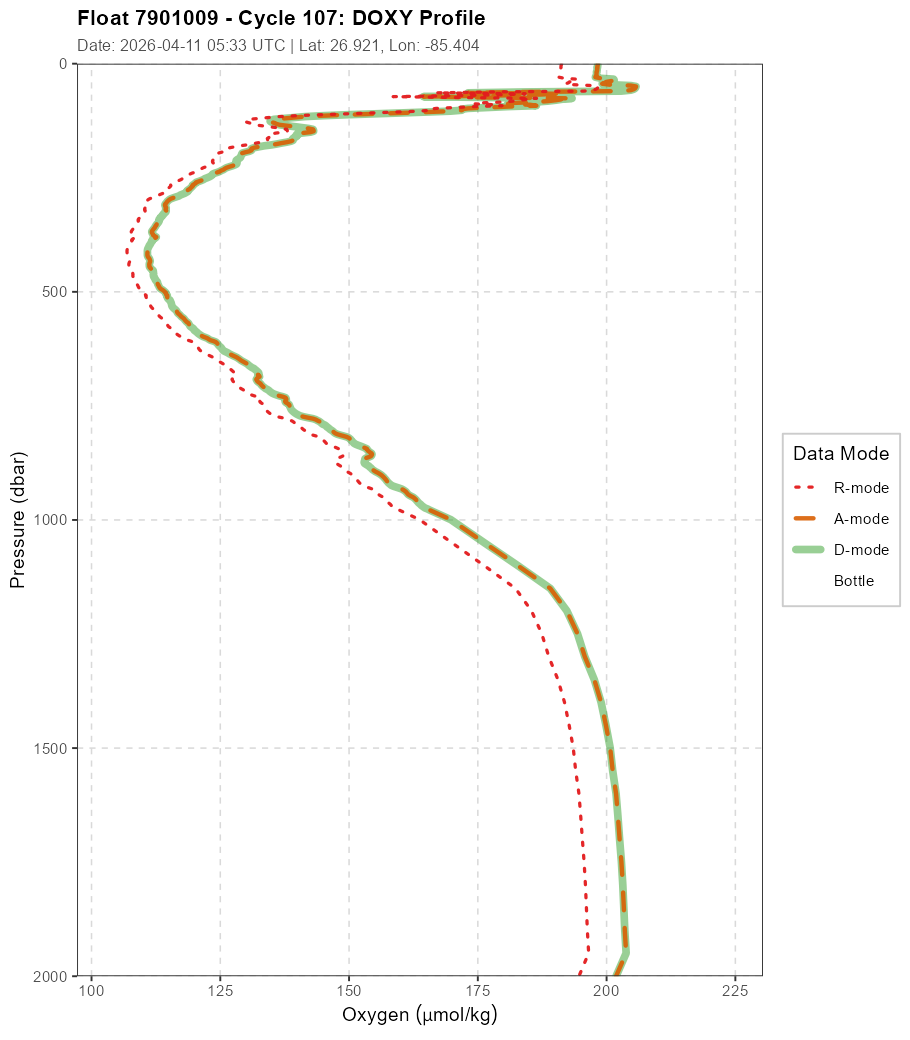 Float 7901009 - Cycle 107: DOXY Profile
Date: 2026-04-11 05:33 UTC | Lat: 26.921, Lon: -85.404
0
500
1000
1500
2000
Pressure (dbar)
100 125 150 175 200 225
Oxygen (μmol/kg)
Data Mode
R-mode
A-mode
D-mode
Bottle